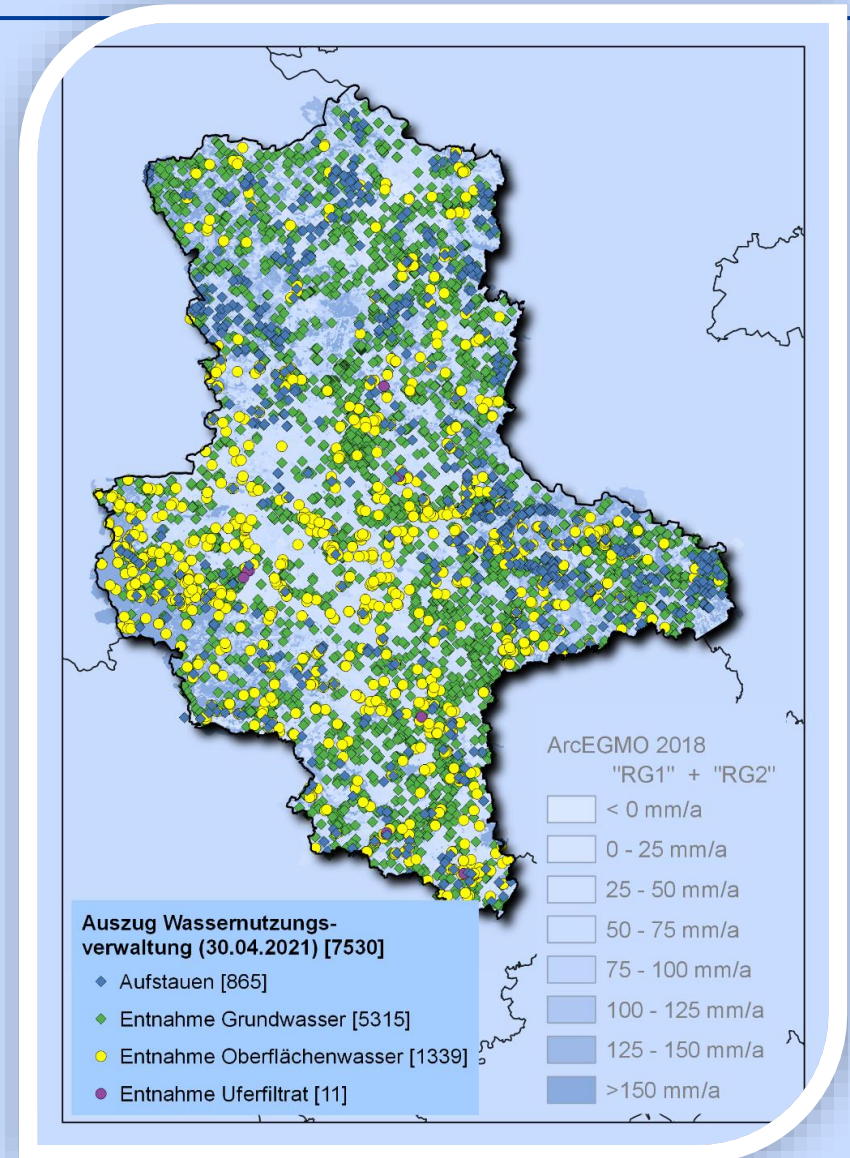 ArcEGMO 2018
"RG1" + "RG2"
< 0 mm/a
0 - 25 mm/a
25 - 50 mm/a
50 - 75 mm/a
75 - 100 mm/a
100 - 125 mm/a
125 - 150 mm/a
>150 mm/a
Auszug Wassernutzungs-
verwaltung (30.04.2021) [7530]
Aufstauen [865]
Entnahme Grundwasser [5315]
Entnahme Oberflächenwasser [1339]
Entnahme Uferfiltrat [11]